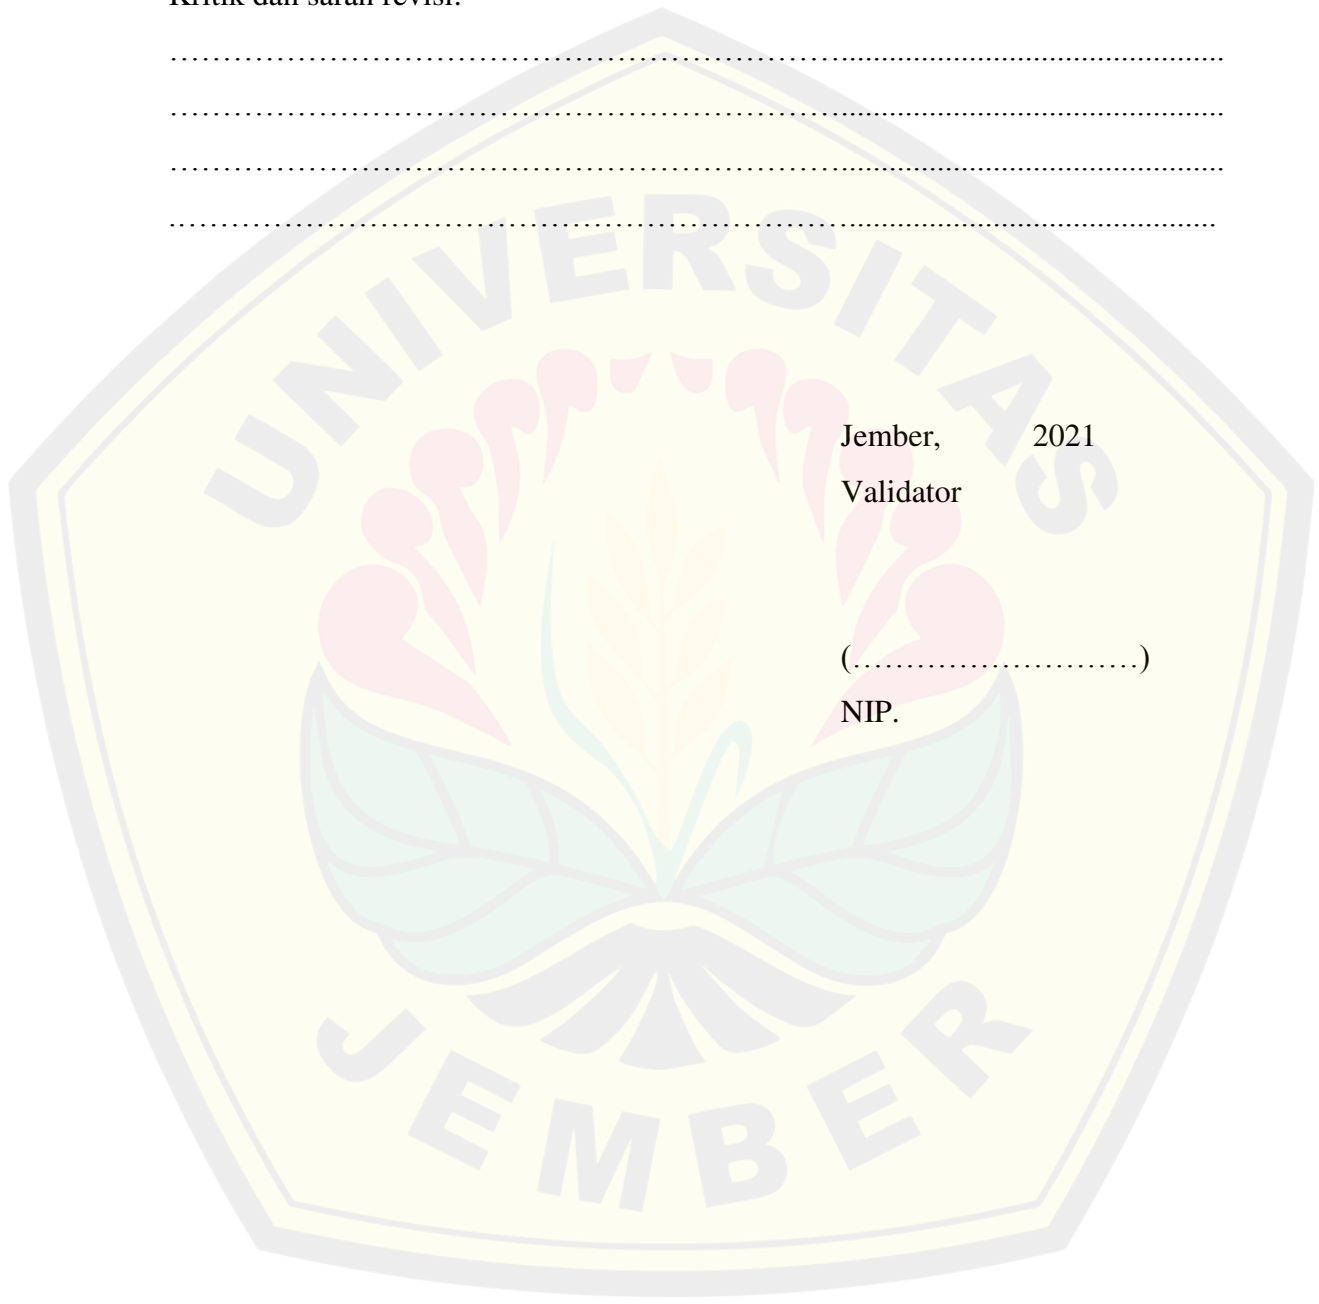 Kritik dan saran revisi:
………………………………………………………………......................................................
………………………………………………………………......................................................
………………………………………………………………......................................................
………………………………………………………………....................................................
UNIVERSITAS
Jember, 2021
Validator
(………………………)
NIP.
JEMBER